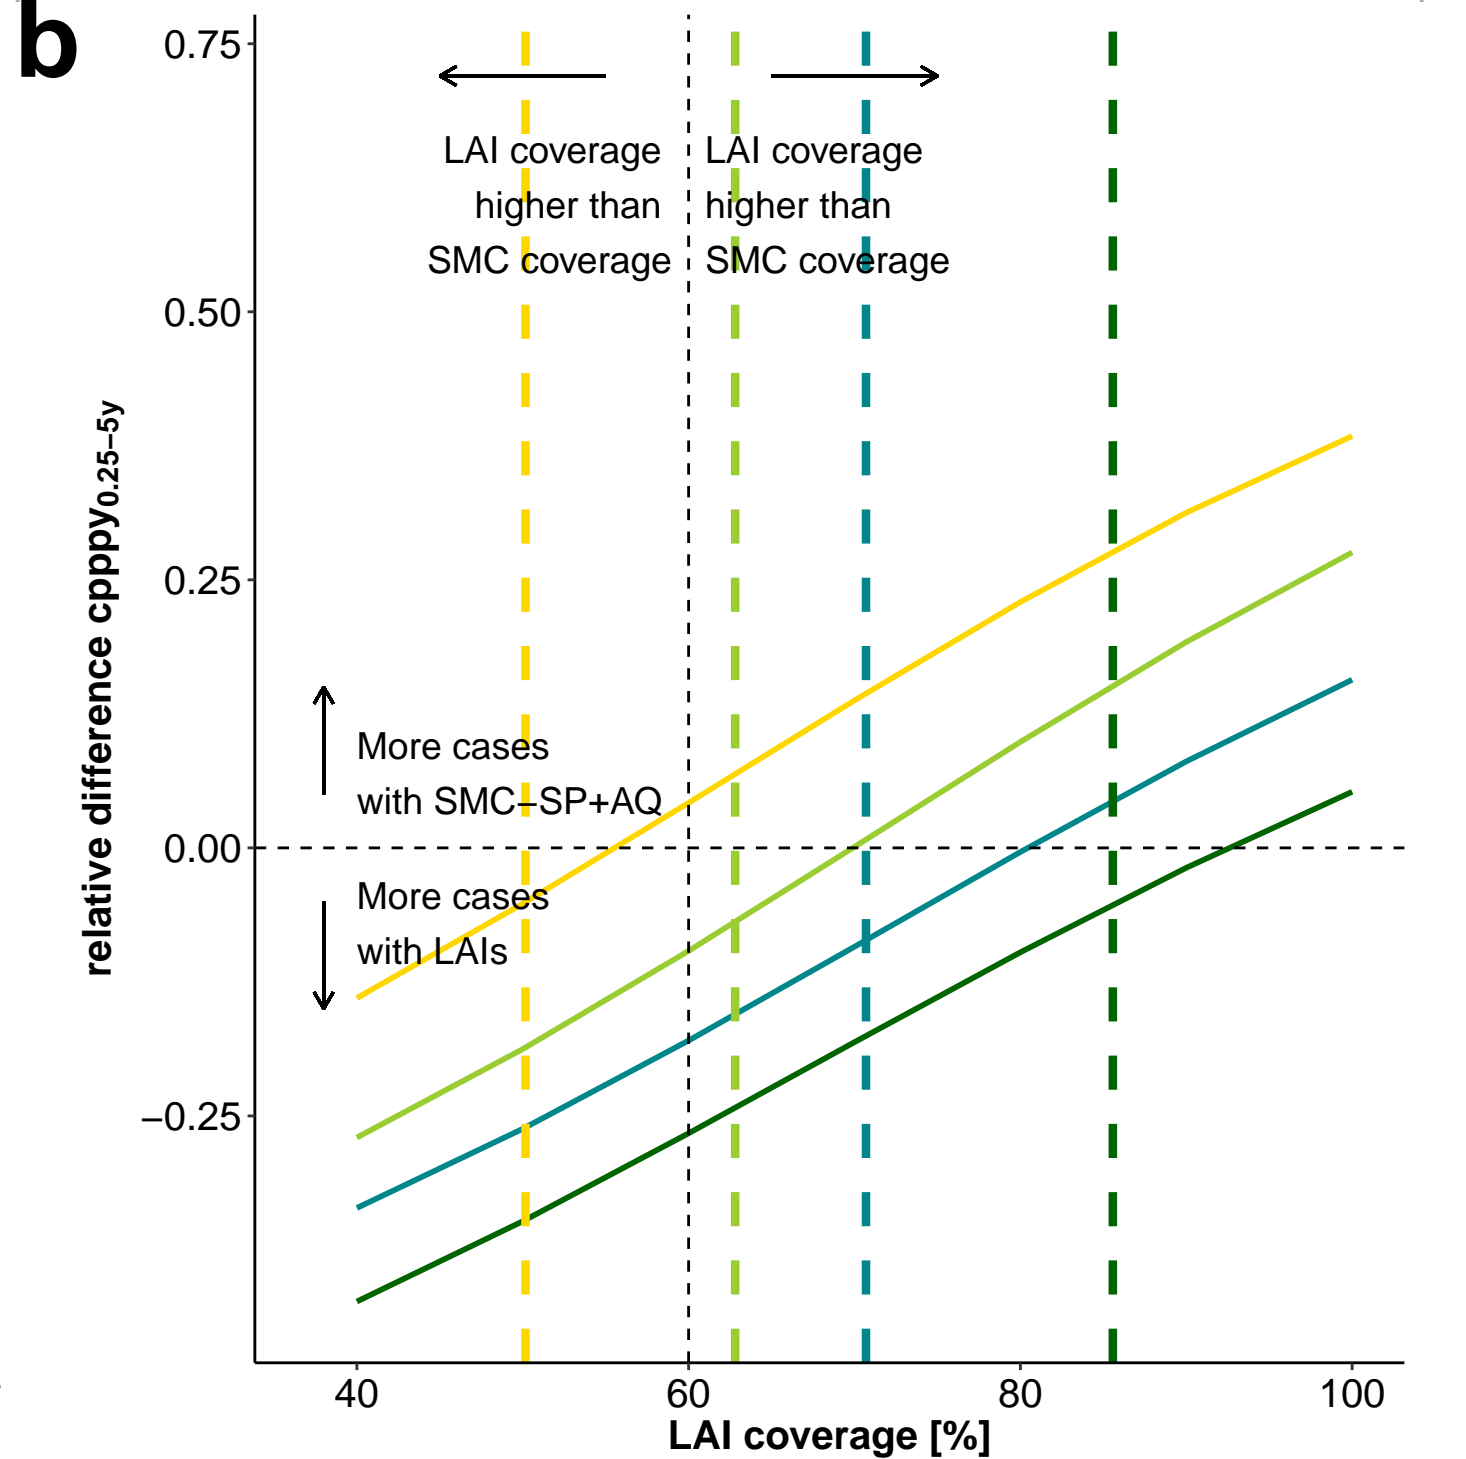 b
0.75
0.50
0.25
0.00
−0.25
LAI coverage
higher than
SMC coverage
LAI coverage
higher than
SMC coverage
More cases
with SMC−SP+AQ
More cases
with LAIs
relative difference cpppy0.25−5y
40
60
80
100
LAI coverage [%]